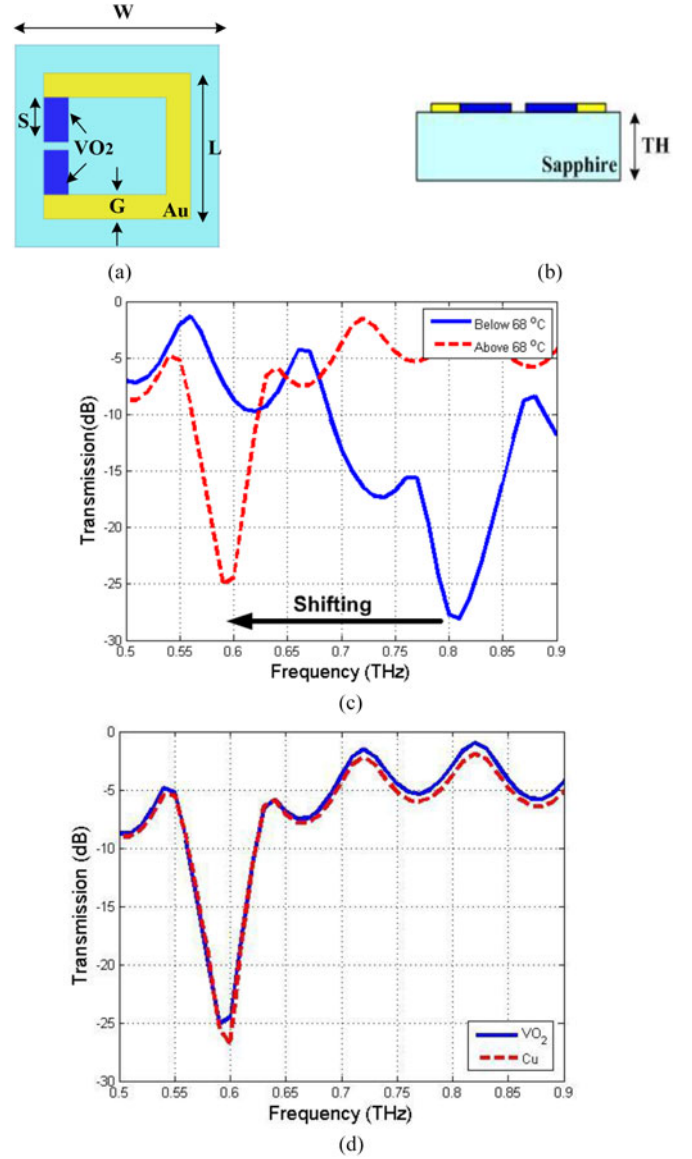 W
S
VO2
L
G
Au
(a)
TH
Sapphire
(b)
Transmission(dB)
0
-5
-10
-15
-20
-25
-30
Below 68 °C
Above 68 °C
Shifting
0.5 0.55 0.6 0.65 0.7 0.75 0.8 0.85 0.9
Frequency (THz)
(c)
Transmission (dB)
0
-5
-10
-15
-20
-25
-30
VO2
Cu
0.5 0.55 0.6 0.65 0.7 0.75 0.8 0.85 0.9
Frequency (THz)
(d)